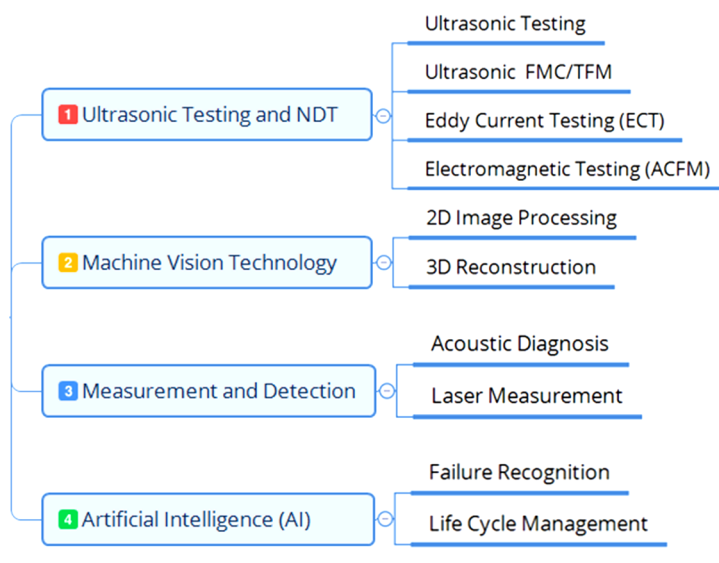 1 Ultrasonic Testing and NDT
Ultrasonic Testing
Ultrasonic FMC/TFM
Eddy Current Testing (ECT)
Electromagnetic Testing (ACFM)
2 Machine Vision Technology
2D Image Processing
3D Reconstruction
3 Measurement and Detection
Acoustic Diagnosis
Laser Measurement
4 Artificial Intelligence (AI)
Failure Recognition
Life Cycle Management